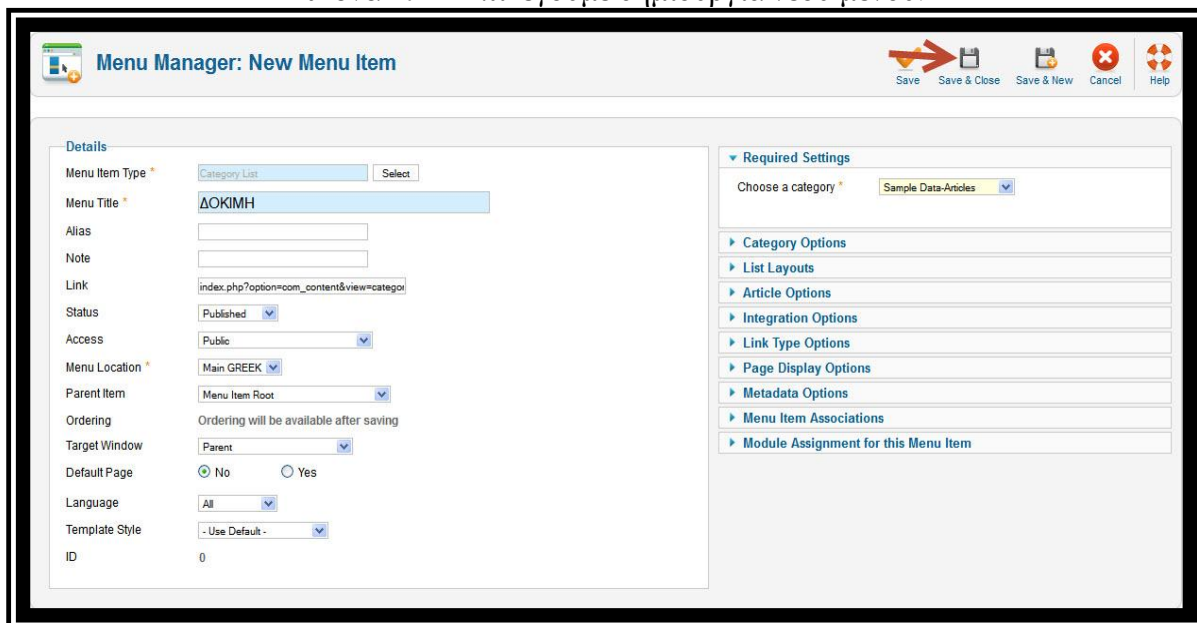 Menu Manager: New Menu Item
Save Save & Close Save & New Cancel Help
Details
Menu Item Type * Category List Select
Menu Title * ΔΟΚΙΜΗ
Alias
Note
Link index.php?option=com_content&view=categor
Status Published
Access Public
Menu Location * Main GREEK
Parent Item Menu Item Root
Ordering Ordering will be available after saving
Target Window Parent
Default Page No Yes
Language All
Template Style - Use Default -
ID 0
Required Settings
Choose a category * Sample Data-Articles
Category Options
List Layouts
Article Options
Integration Options
Link Type Options
Page Display Options
Metadata Options
Menu Item Associations
Module Assignment for this Menu Item